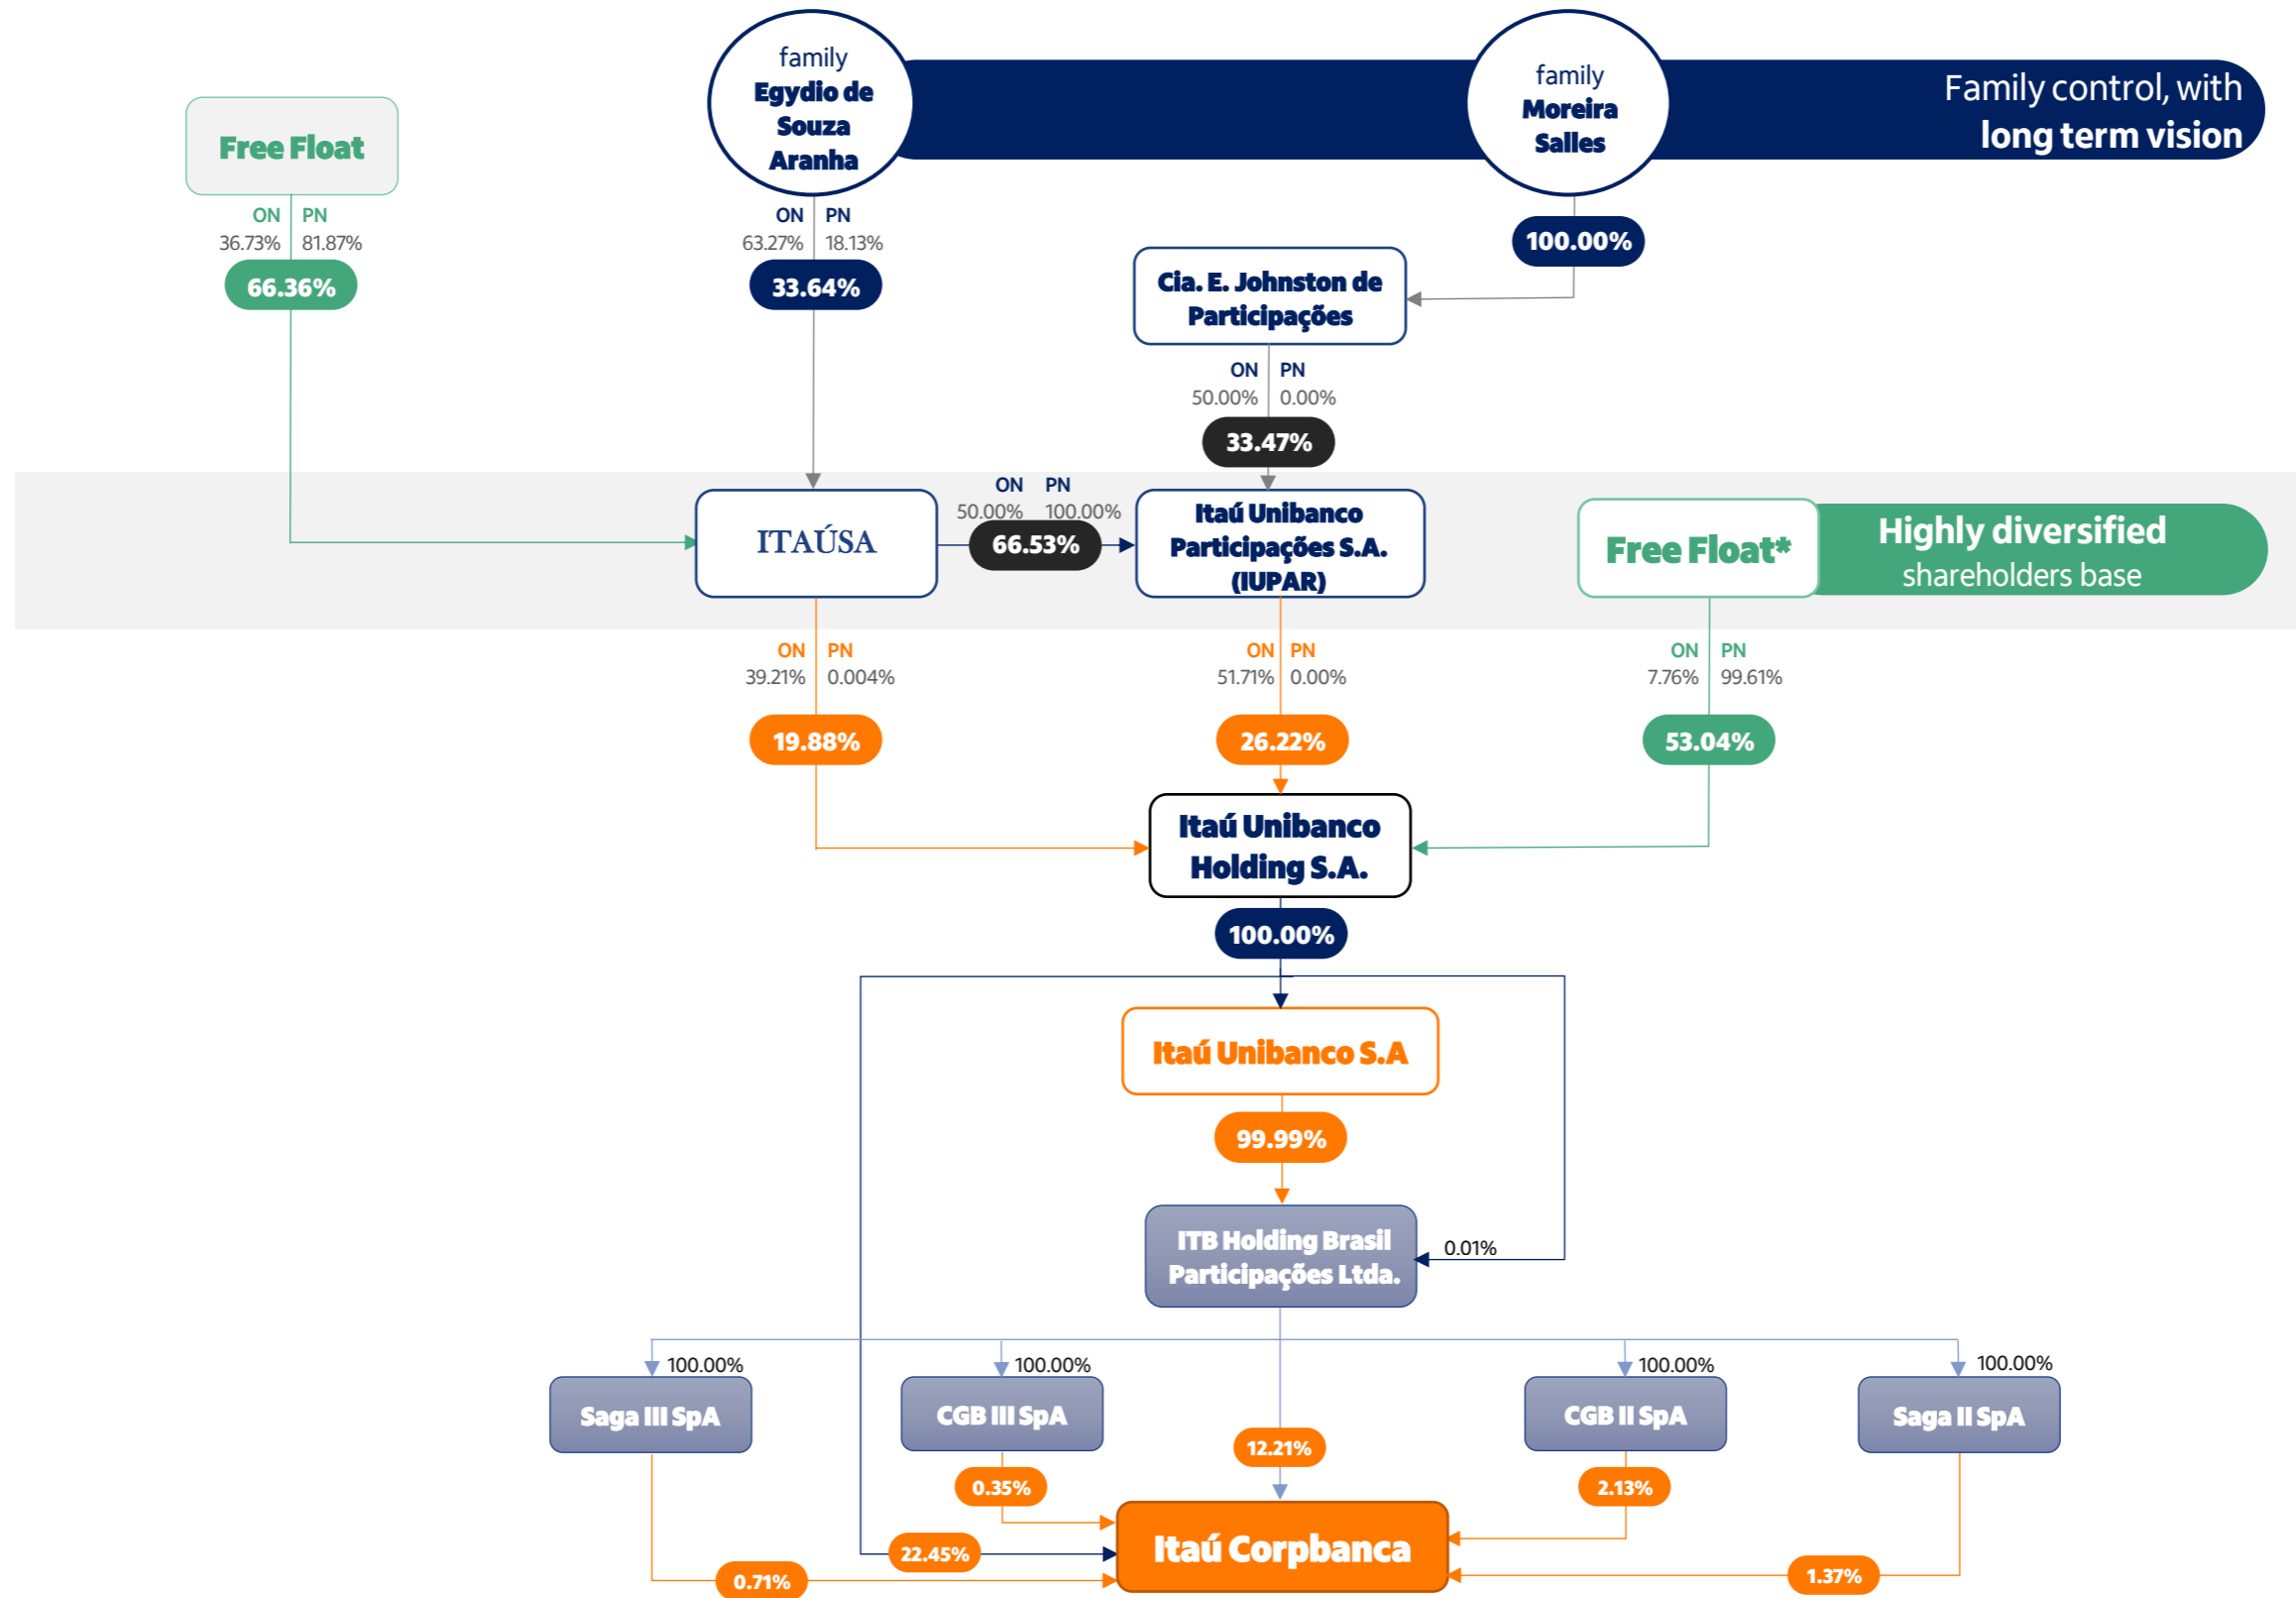 family
Egydio de
Souza
Aranha
family
Moreira
Salles
Family control, with
long term vision
Free Float
ON PN
36.73% 81.87%
66.36%
ON PN
63.27% 18.13%
33.64%
100.00%
Cia. E. Johnston de
Participações
ON PN
50.00% 0.00%
33.47%
ITAÚSA
ON PN
50.00% 100.00%
66.53%
Itaú Unibanco
Participações S.A.
(IUPAR)
Free Float*
Highly diversified
shareholders base
ON PN
39.21% 0.004%
19.88%
ON PN
51.71% 0.00%
26.22%
ON PN
7.76% 99.61%
53.04%
Itaú Unibanco
Holding S.A.
100.00%
Itaú Unibanco S.A
99.99%
ITB Holding Brasil
Participações Ltda.
0.01%
100.00%
100.00%
100.00%
100.00%
Saga III SpA
CGB III SpA
CGB II SpA
Saga II SpA
12.21%
0.35%
2.13%
Itaú Corpbanca
22.45%
0.71%
1.37%